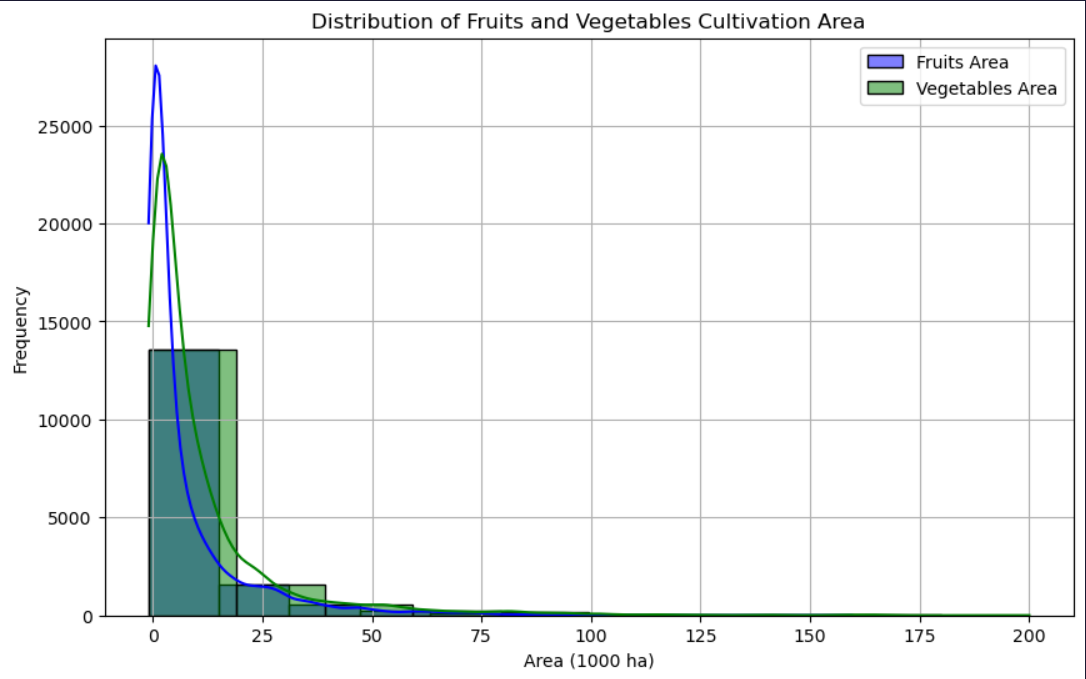 Distribution of Fruits and Vegetables Cultivation Area
Fruits Area
Vegetables Area
Frequency
25000
20000
15000
10000
5000
0
0 25 50 75 100 125 150 175 200
Area (1000 ha)